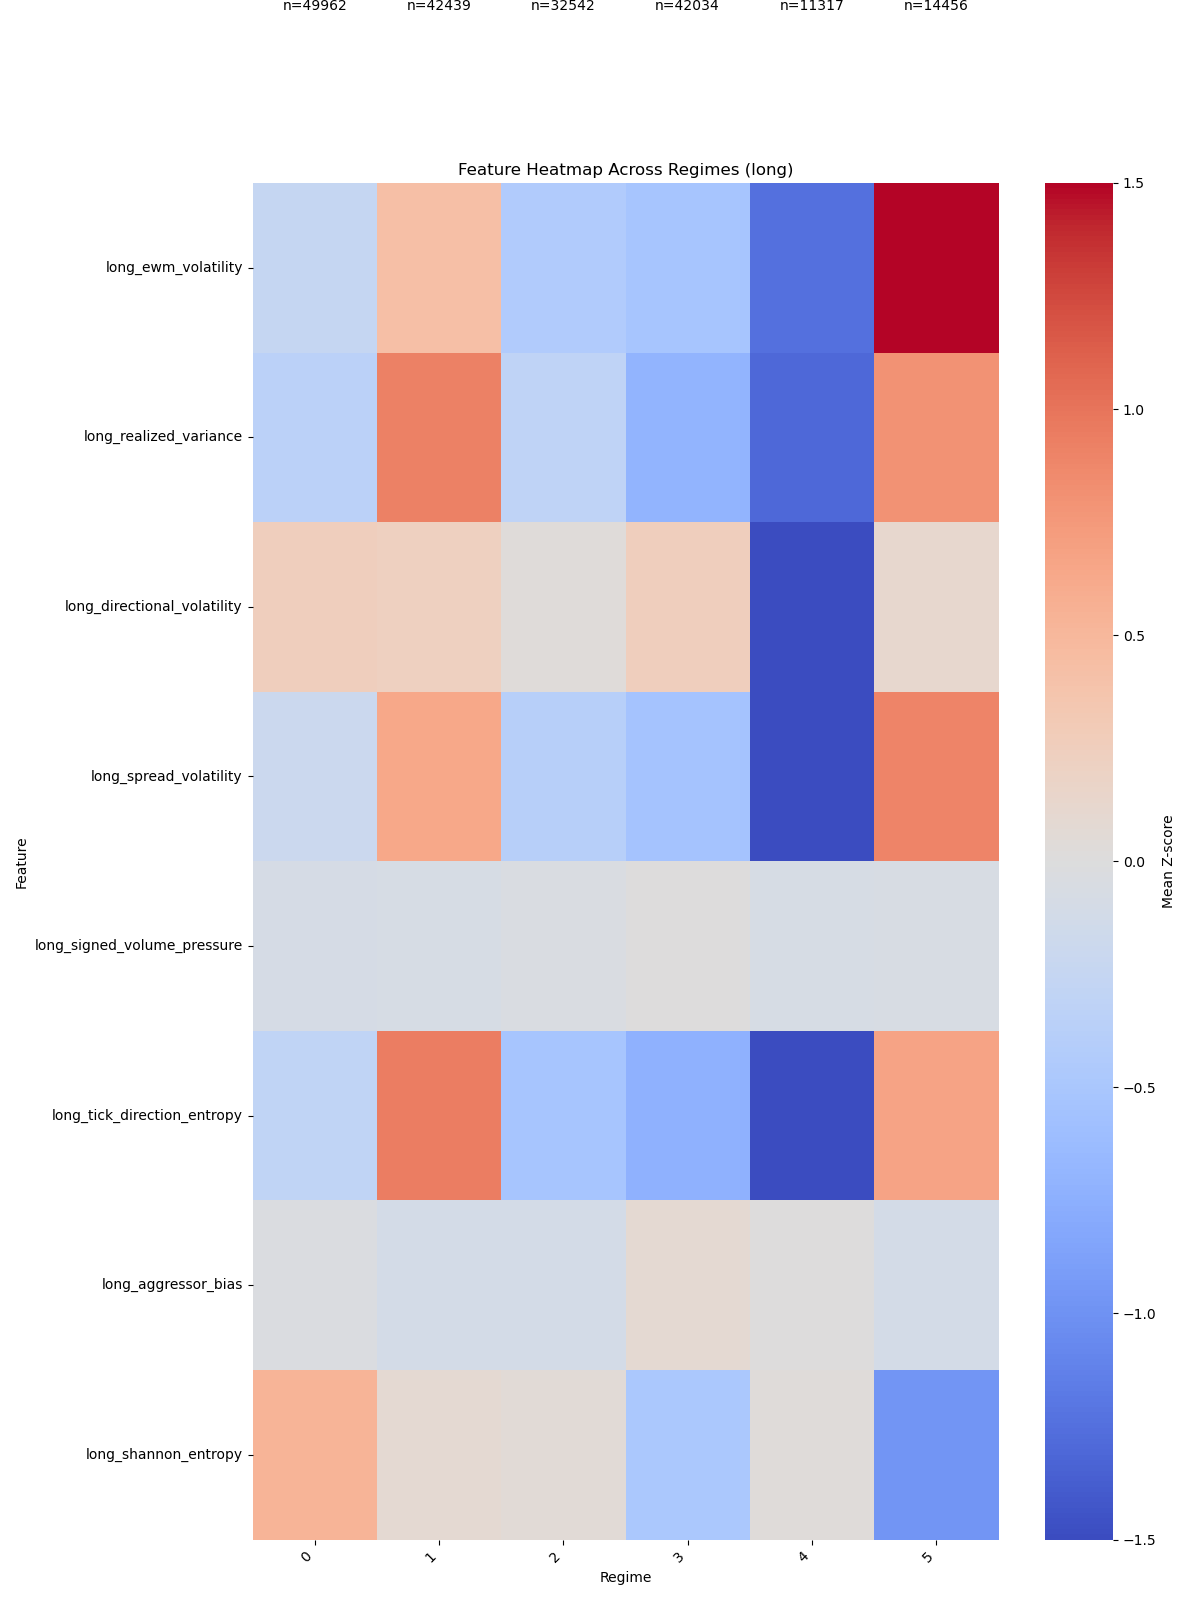 n=49962 n=42439 n=32542 n=42034 n=11317 n=14456
Feature Heatmap Across Regimes (long)
long_ewm_volatility
long_realized_variance
long_directional_volatility
long_spread_volatility
long_signed_volume_pressure
long_tick_direction_entropy
long_aggressor_bias
long_shannon_entropy
Feature
0 1 2 3 4 5
Regime
1.5
1.0
0.5
0.0
−0.5
−1.0
−1.5
Mean Z-score